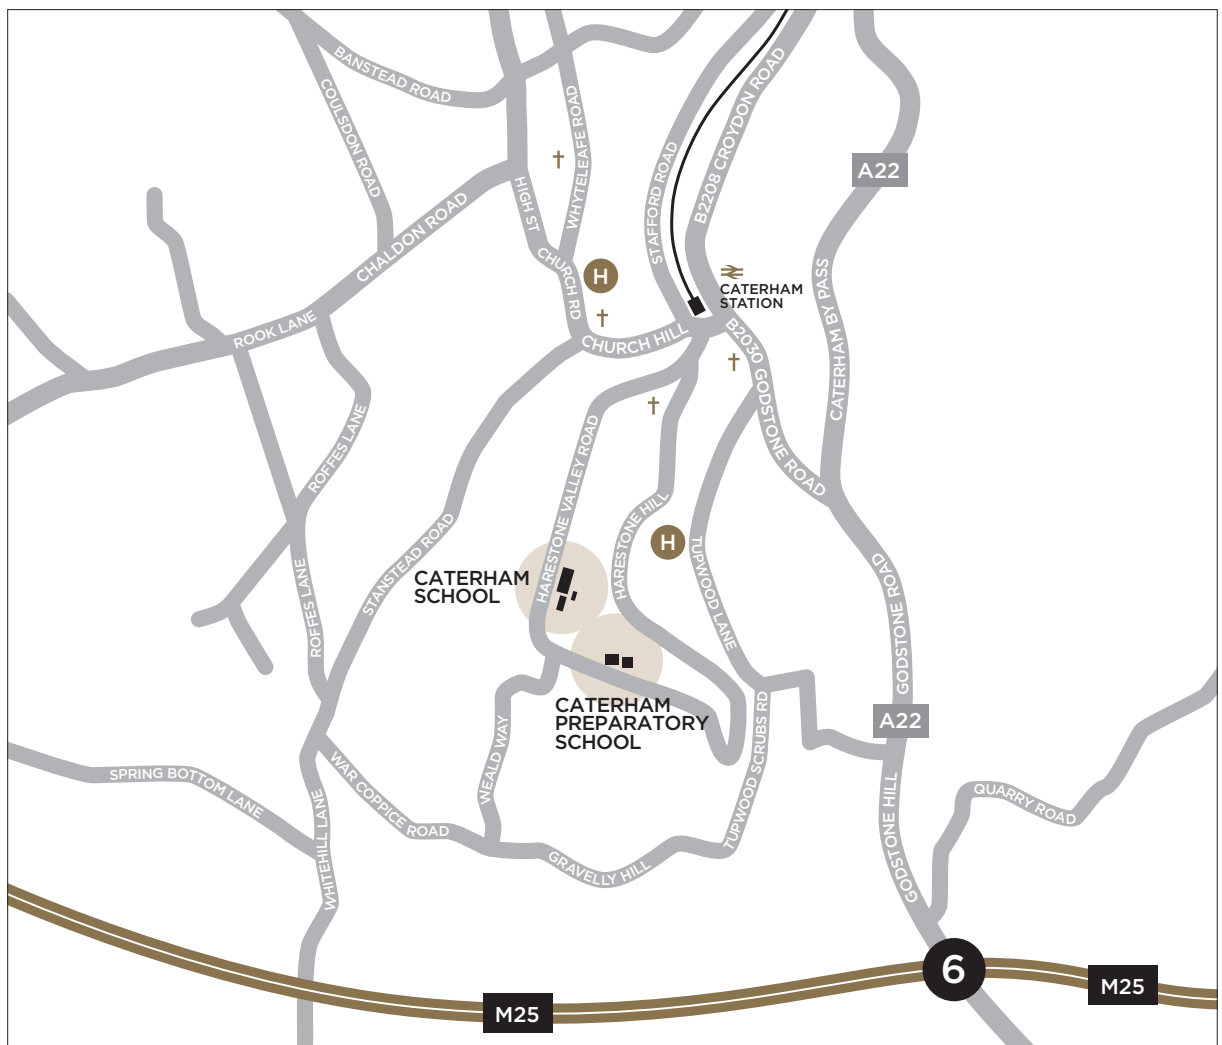 BANSTEAD ROAD
COULSDON ROAD
WHYTELEAFE ROAD
STAFFORD ROAD
B2208 CROYDON ROAD
A22
HIGH ST
CHALDON ROAD
CHURCH RD
H
CATERHAM
STATION
CATERHAM BY PASS
ROOK LANE
CHURCH HILL
B2030 GODSTONE ROAD
ROFFES LANE
HARESTONE VALLEY ROAD
HARESTONE HILL
H
STANSTEAD ROAD
TUPWOOD LANE
GODSTONE ROAD
CATERHAM
SCHOOL
ROFFES LANE
CATERHAM
PREPARATORY
SCHOOL
A22
WEALD WAY
TUPWOOD SCRUBS RD
SPRING BOTTOM LANE
WAR COPPICE ROAD
WHITEHILL LANE
GRAVELLY HILL
GODSTONE HILL
QUARRY ROAD
6
M25
M25